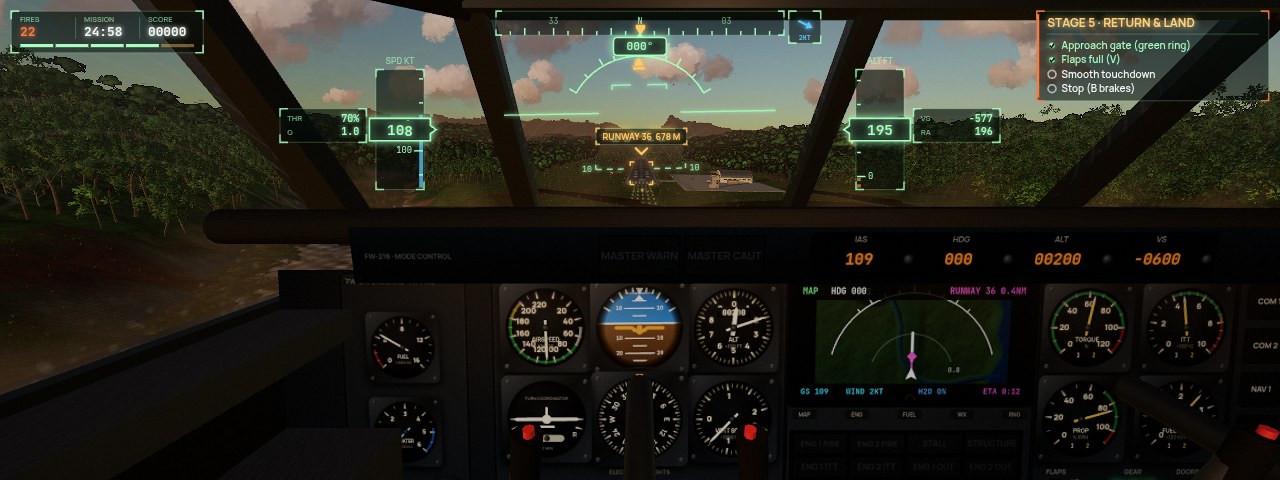 FIRES MISSION SCORE
22 24:58 00000
33 N 03
000°
2KT
STAGE 5 · RETURN & LAND
Approach gate (green ring)
Flaps full (V)
Smooth touchdown
Stop (B brakes)
SPD KT
ALT FT
THR 70%
G 1.0
108
100
195
0
VS -577
RA 196
RUNWAY 36 678 M
10 10
FW-216 · MODE CONTROL
MASTER WARN MASTER CAUT
IAS HDG ALT VS
109 000 00200 -0600
MAP HDG 000 RUNWAY 36 0.4NM
0.8
GS 109 WIND 2KT H2O 0% ETA 0:12
MAP ENG FUEL WX RNG
ENG 1 FIRE ENG 2 FIRE STALL STRUCTURE
ENG 1 ITT ENG 2 ITT ENG 1 OUT ENG 2 OUT
FUEL
AIRSPEED
ALT
TURN COORDINATOR
TORQUE
ITT
PROP
COM 1
COM 2
NAV 1
FLAPS GEAR DOORS